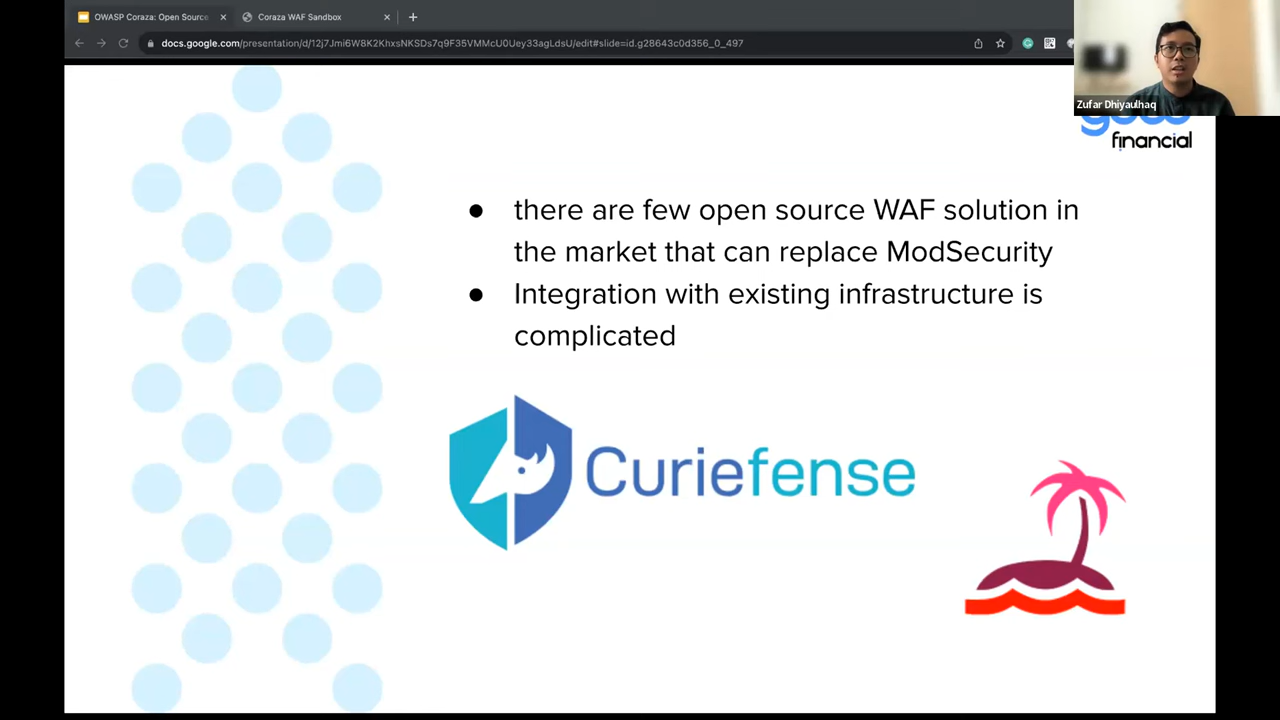 OWASP Coraza: Open Source
Coraza WAF Sandbox
docs.google.com/presentation/d/12j7Jmi6W8K2KhxsNKSDs7q9F35VMMcU0Uey33agLdsU/edit#slide=id.g28643c0d356_0_497
Zufar Dhiyaulhaq
financial
● there are few open source WAF solution in
the market that can replace ModSecurity
● Integration with existing infrastructure is
complicated
Curiefense